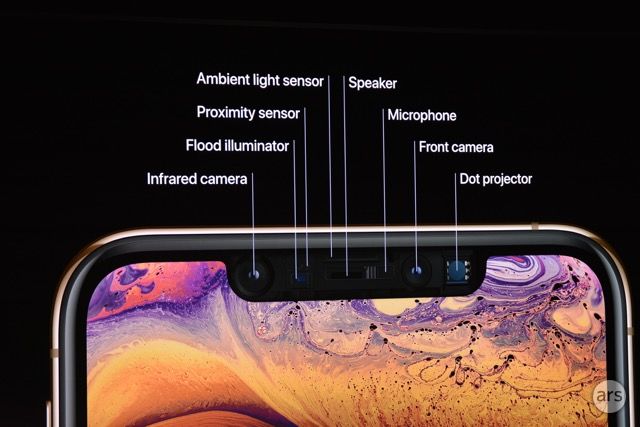 Ambient light sensor
Speaker
Proximity sensor
Microphone
Flood illuminator
Front camera
Infrared camera
Dot projector
ars